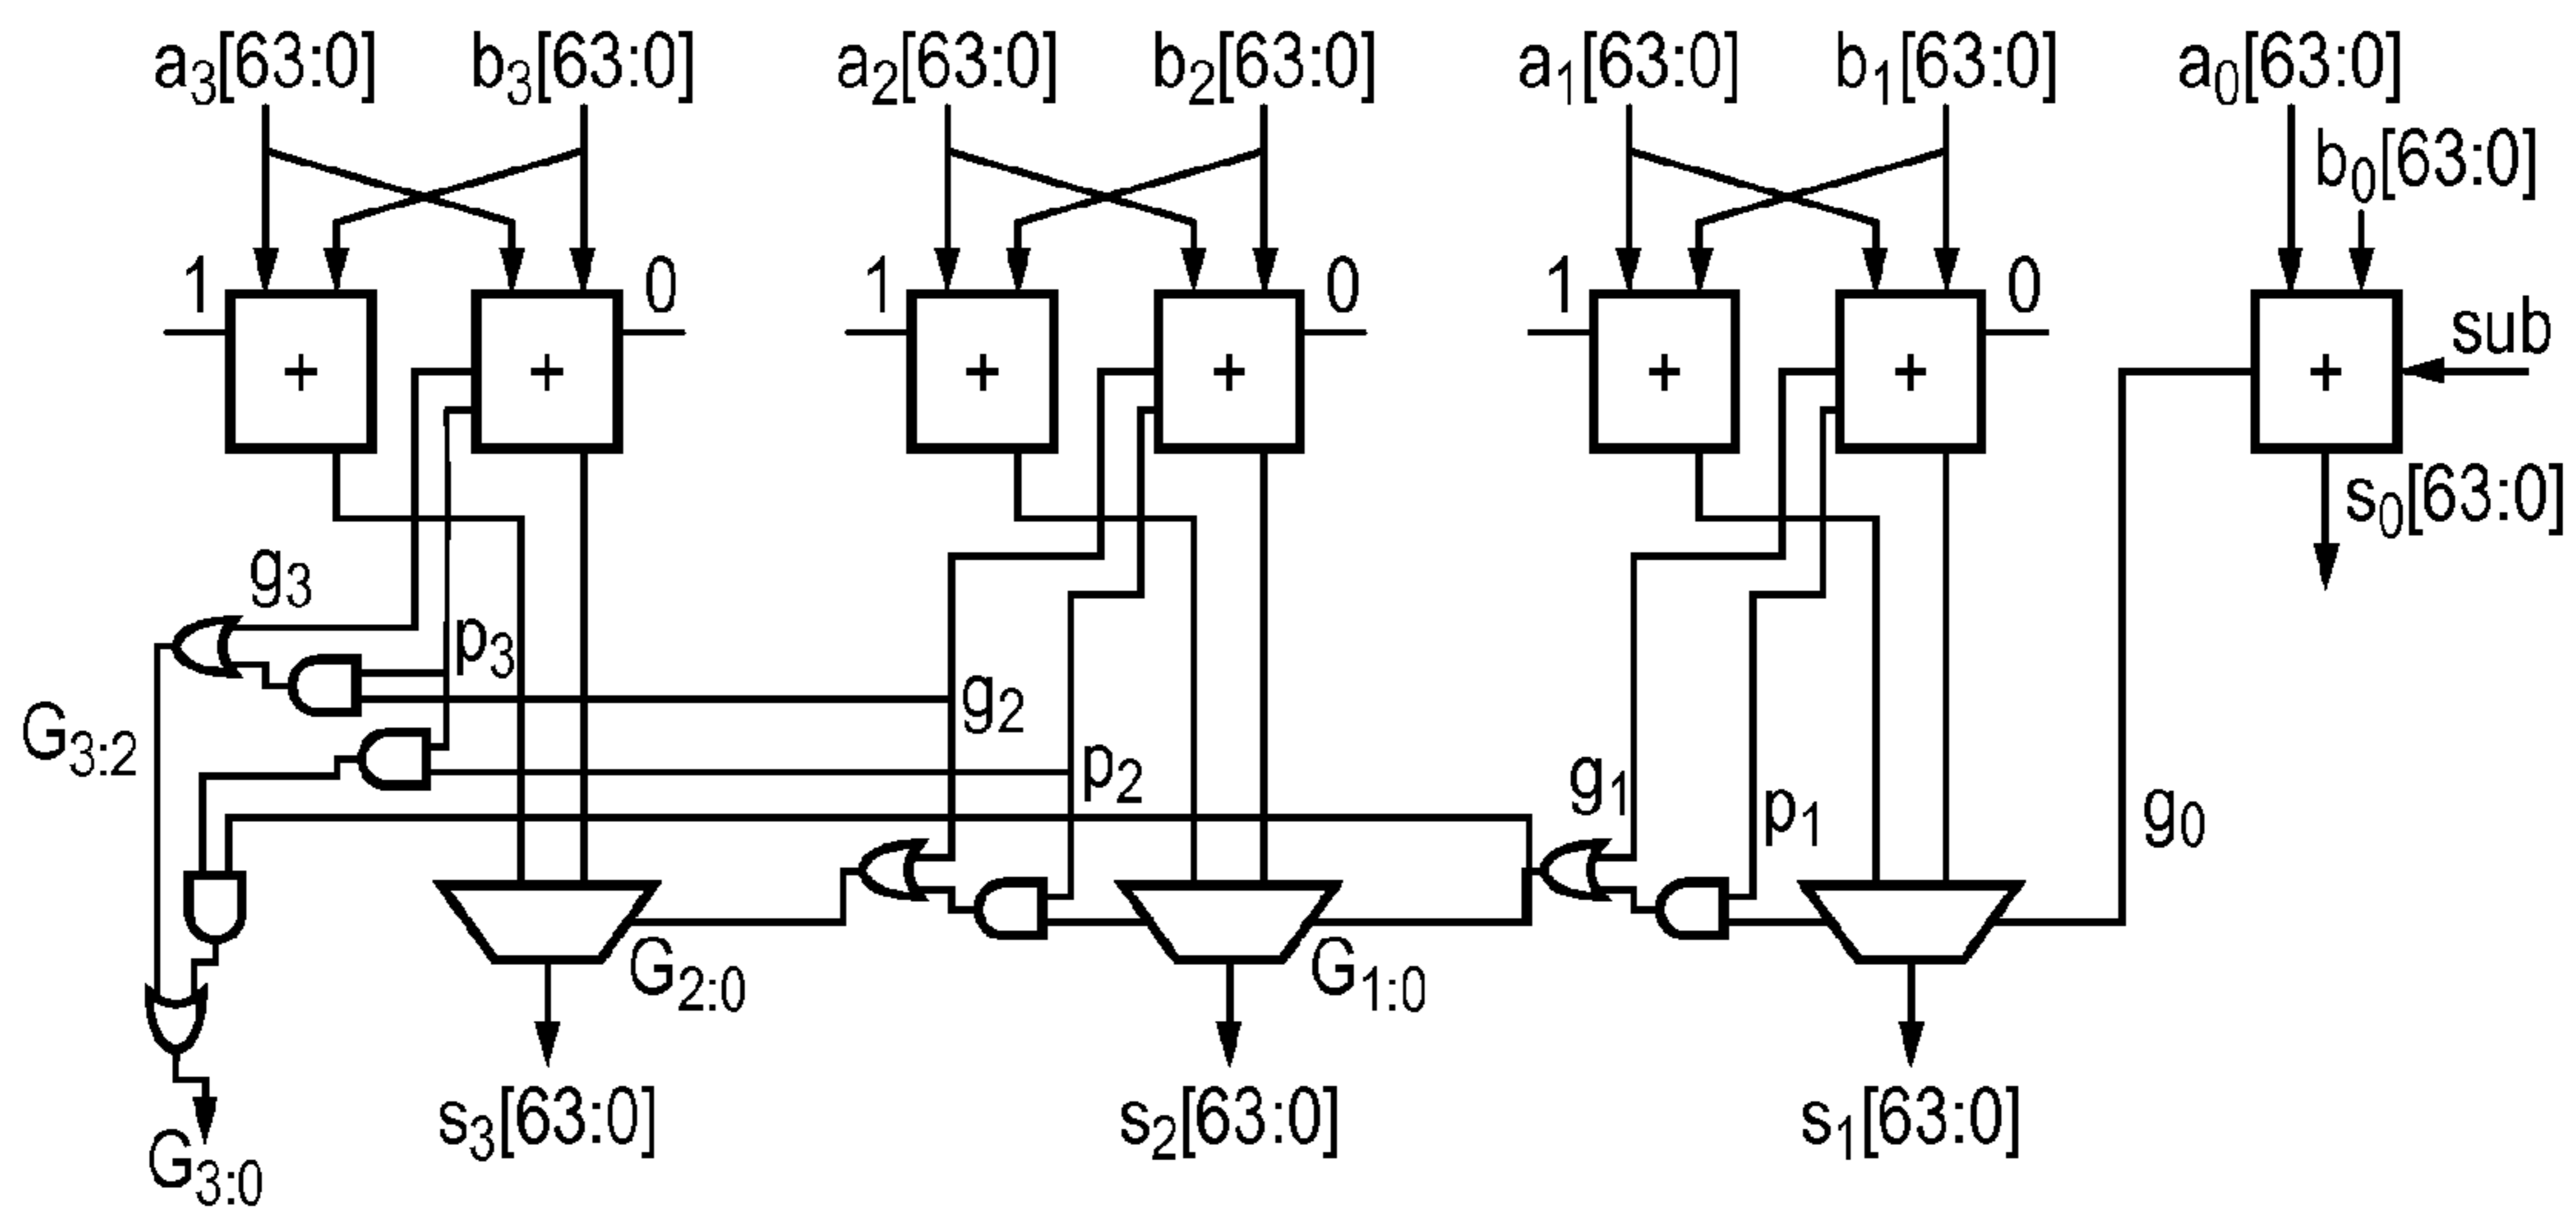 a₃[63:0] b₃[63:0] a₂[63:0] b₂[63:0] a₁[63:0] b₁[63:0] a₀[63:0]
b₀[63:0]
1 0 1 0 1 0
sub
+ + + + + + +
s₀[63:0]
g₃
p₃
g₂
G₃:₂
p₂
g₁
p₁
g₀
G₂:₀
G₁:₀
s₃[63:0] s₂[63:0] s₁[63:0]
G₃:₀